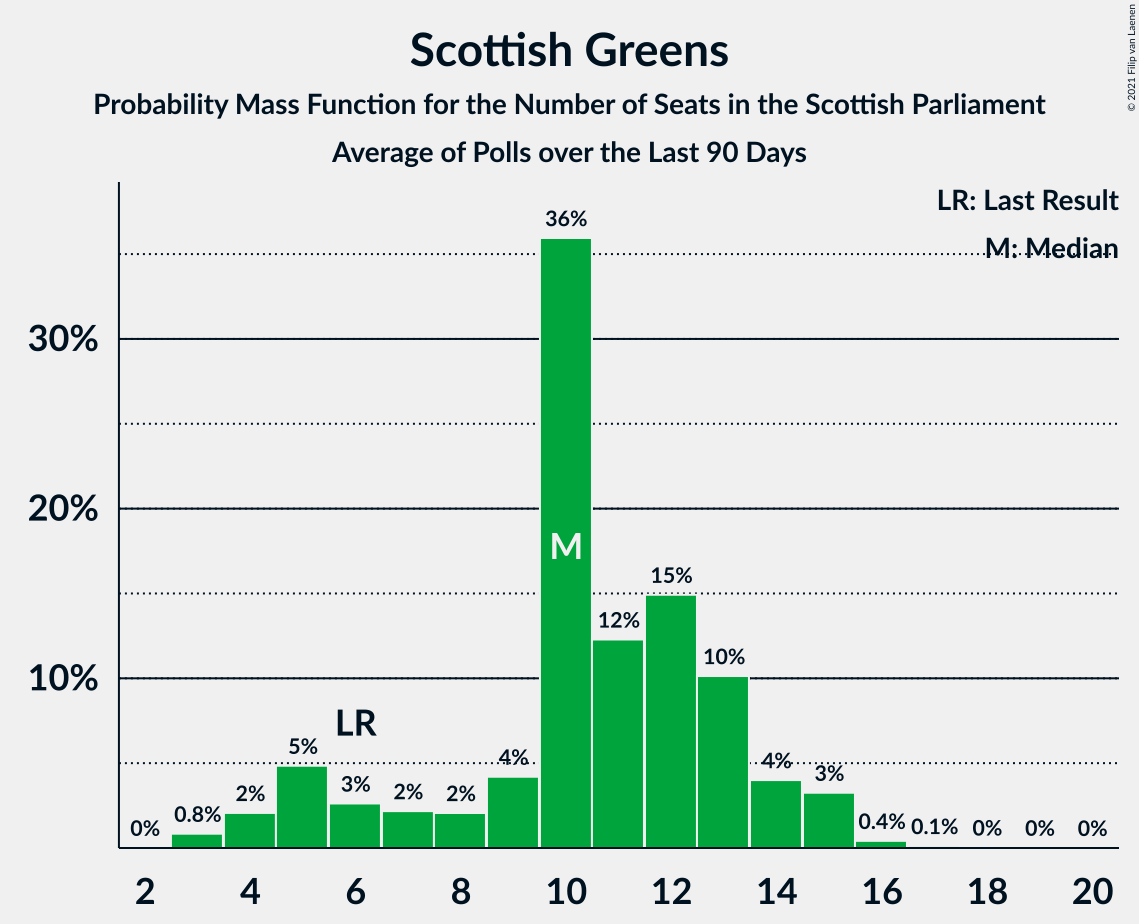 Scottish Greens
Probability Mass Function for the Number of Seats in the Scottish Parliament
Average of Polls over the Last 90 Days
© 2021 Filip van Laenen
LR: Last Result
M: Median
36%
30%
20%
M
15%
12%
10%
10%
LR
5%
4%
4%
3%
3%
2%
2%
2%
0.8%
0.4%
0.1%
0%
0%
0%
0%
2 4 6 8 10 12 14 16 18 20